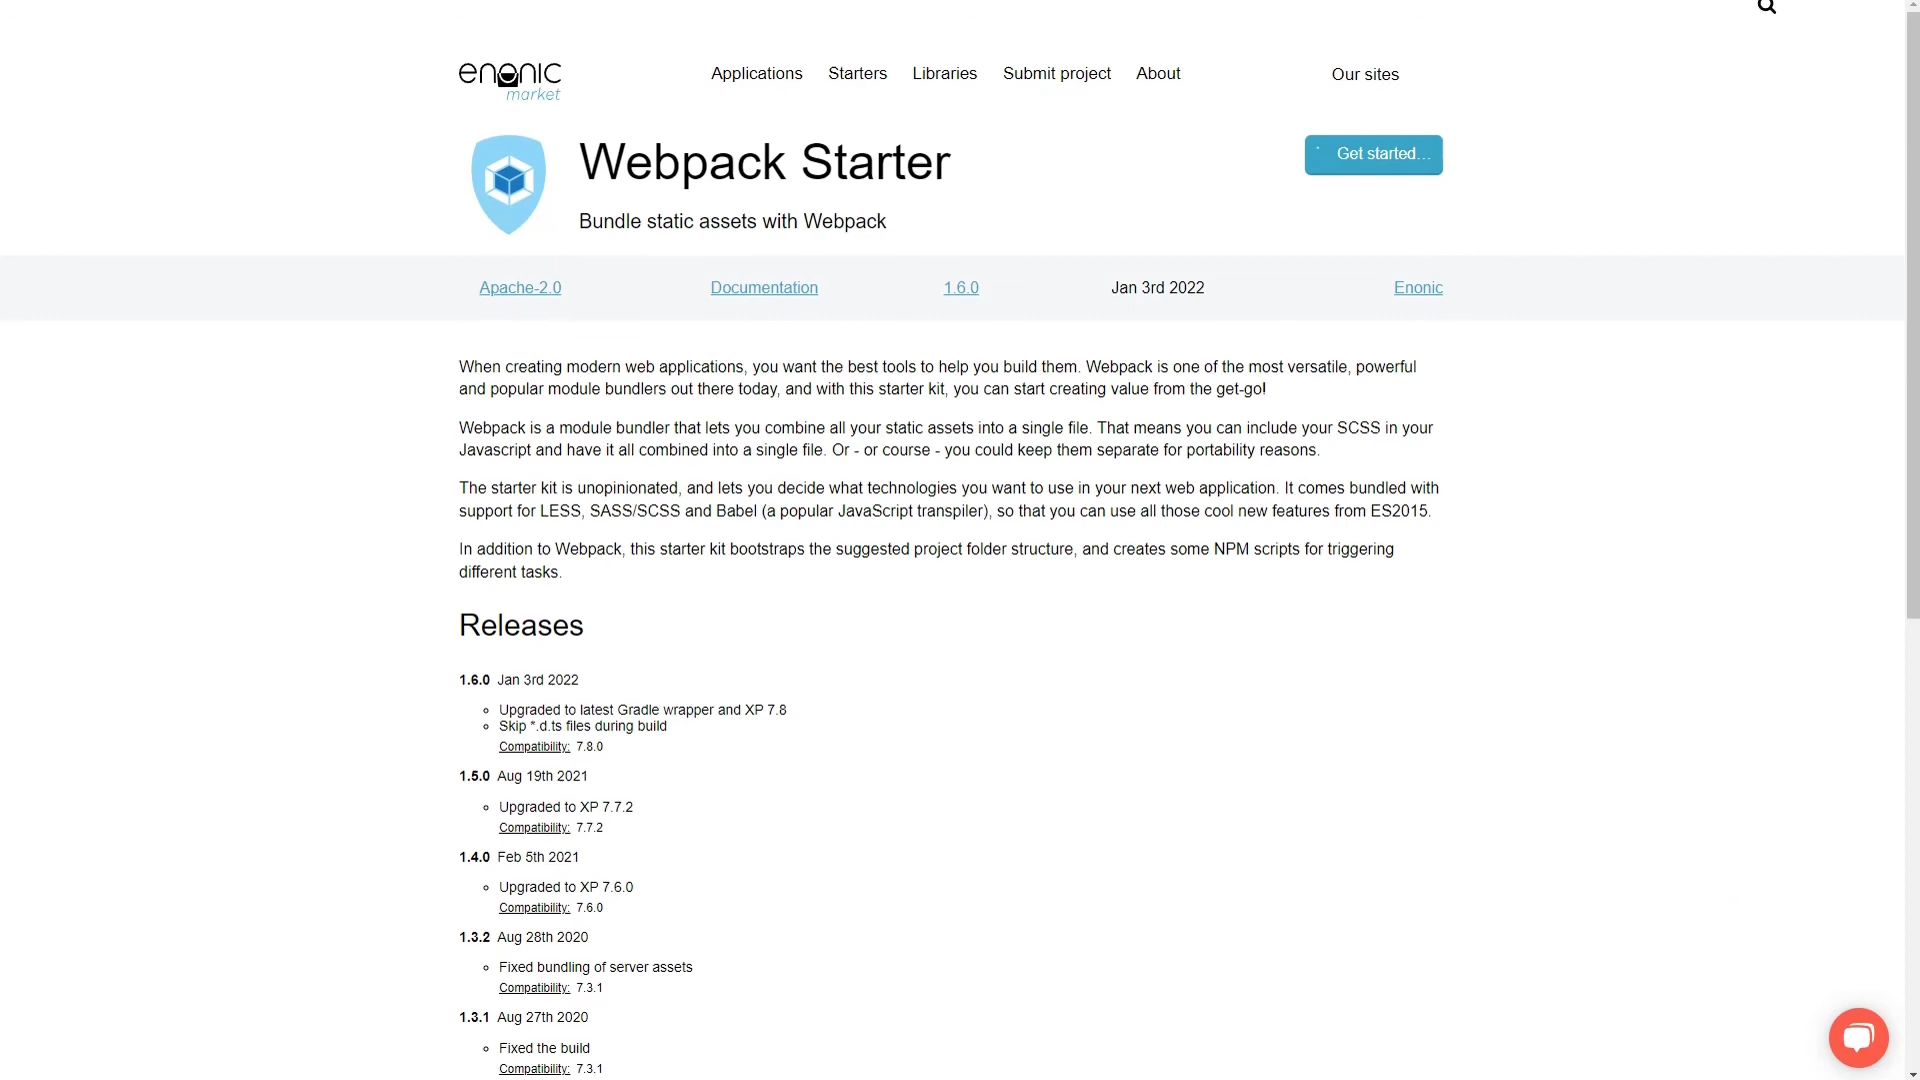 enonic
market
Applications
Starters
Libraries
Submit project
About
Our sites
Webpack Starter
Get started...
Bundle static assets with Webpack
Apache-2.0
Documentation
1.6.0
Jan 3rd 2022
Enonic
When creating modern web applications, you want the best tools to help you build them. Webpack is one of the most versatile, powerful
and popular module bundlers out there today, and with this starter kit, you can start creating value from the get-go!
Webpack is a module bundler that lets you combine all your static assets into a single file. That means you can include your SCSS in your
Javascript and have it all combined into a single file. Or - or course - you could keep them separate for portability reasons.
The starter kit is unopinionated, and lets you decide what technologies you want to use in your next web application. It comes bundled with
support for LESS, SASS/SCSS and Babel (a popular JavaScript transpiler), so that you can use all those cool new features from ES2015.
In addition to Webpack, this starter kit bootstraps the suggested project folder structure, and creates some NPM scripts for triggering
different tasks.
Releases
1.6.0 Jan 3rd 2022
Upgraded to latest Gradle wrapper and XP 7.8
Skip *.d.ts files during build
Compatibility: 7.8.0
1.5.0 Aug 19th 2021
Upgraded to XP 7.7.2
Compatibility: 7.7.2
1.4.0 Feb 5th 2021
Upgraded to XP 7.6.0
Compatibility: 7.6.0
1.3.2 Aug 28th 2020
Fixed bundling of server assets
Compatibility: 7.3.1
1.3.1 Aug 27th 2020
Fixed the build
Compatibility: 7.3.1